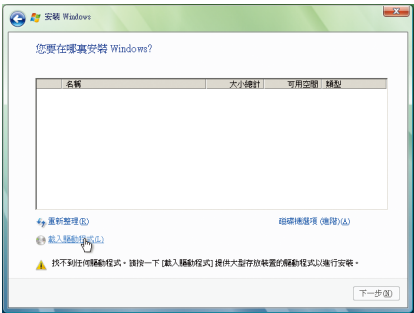 安裝 Windows
您要在哪裏安裝 Windows?
名稱 大小總計 可用空間 類型
重新整理(R) 磁碟機選項 (進階)(A)
載入驅動程式(L)
找不到任何驅動程式。請按一下 [載入驅動程式] 提供大型存放裝置的驅動程式以進行安裝。
下一步(N)